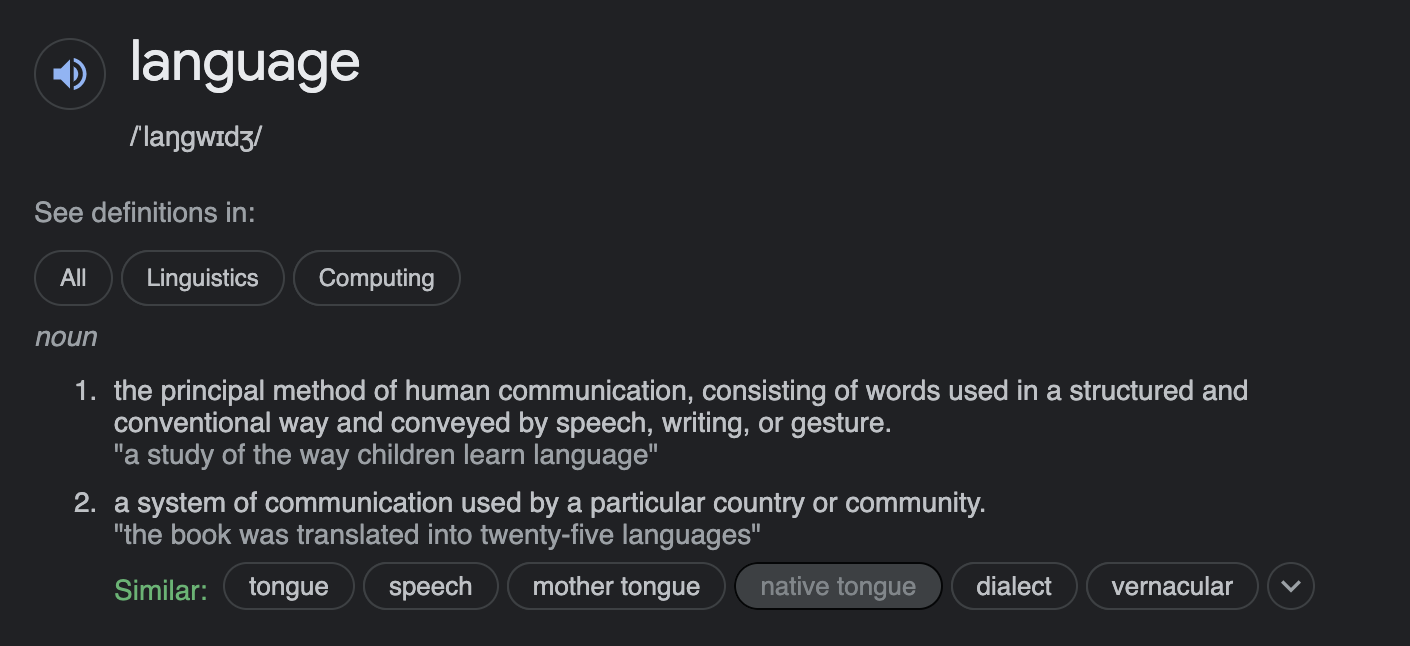 language
/ˈlaŋɡwɪdʒ/
See definitions in:
All Linguistics Computing
noun
1. the principal method of human communication, consisting of words used in a structured and
conventional way and conveyed by speech, writing, or gesture.
"a study of the way children learn language"
2. a system of communication used by a particular country or community.
"the book was translated into twenty-five languages"
Similar: tongue speech mother tongue native tongue dialect vernacular